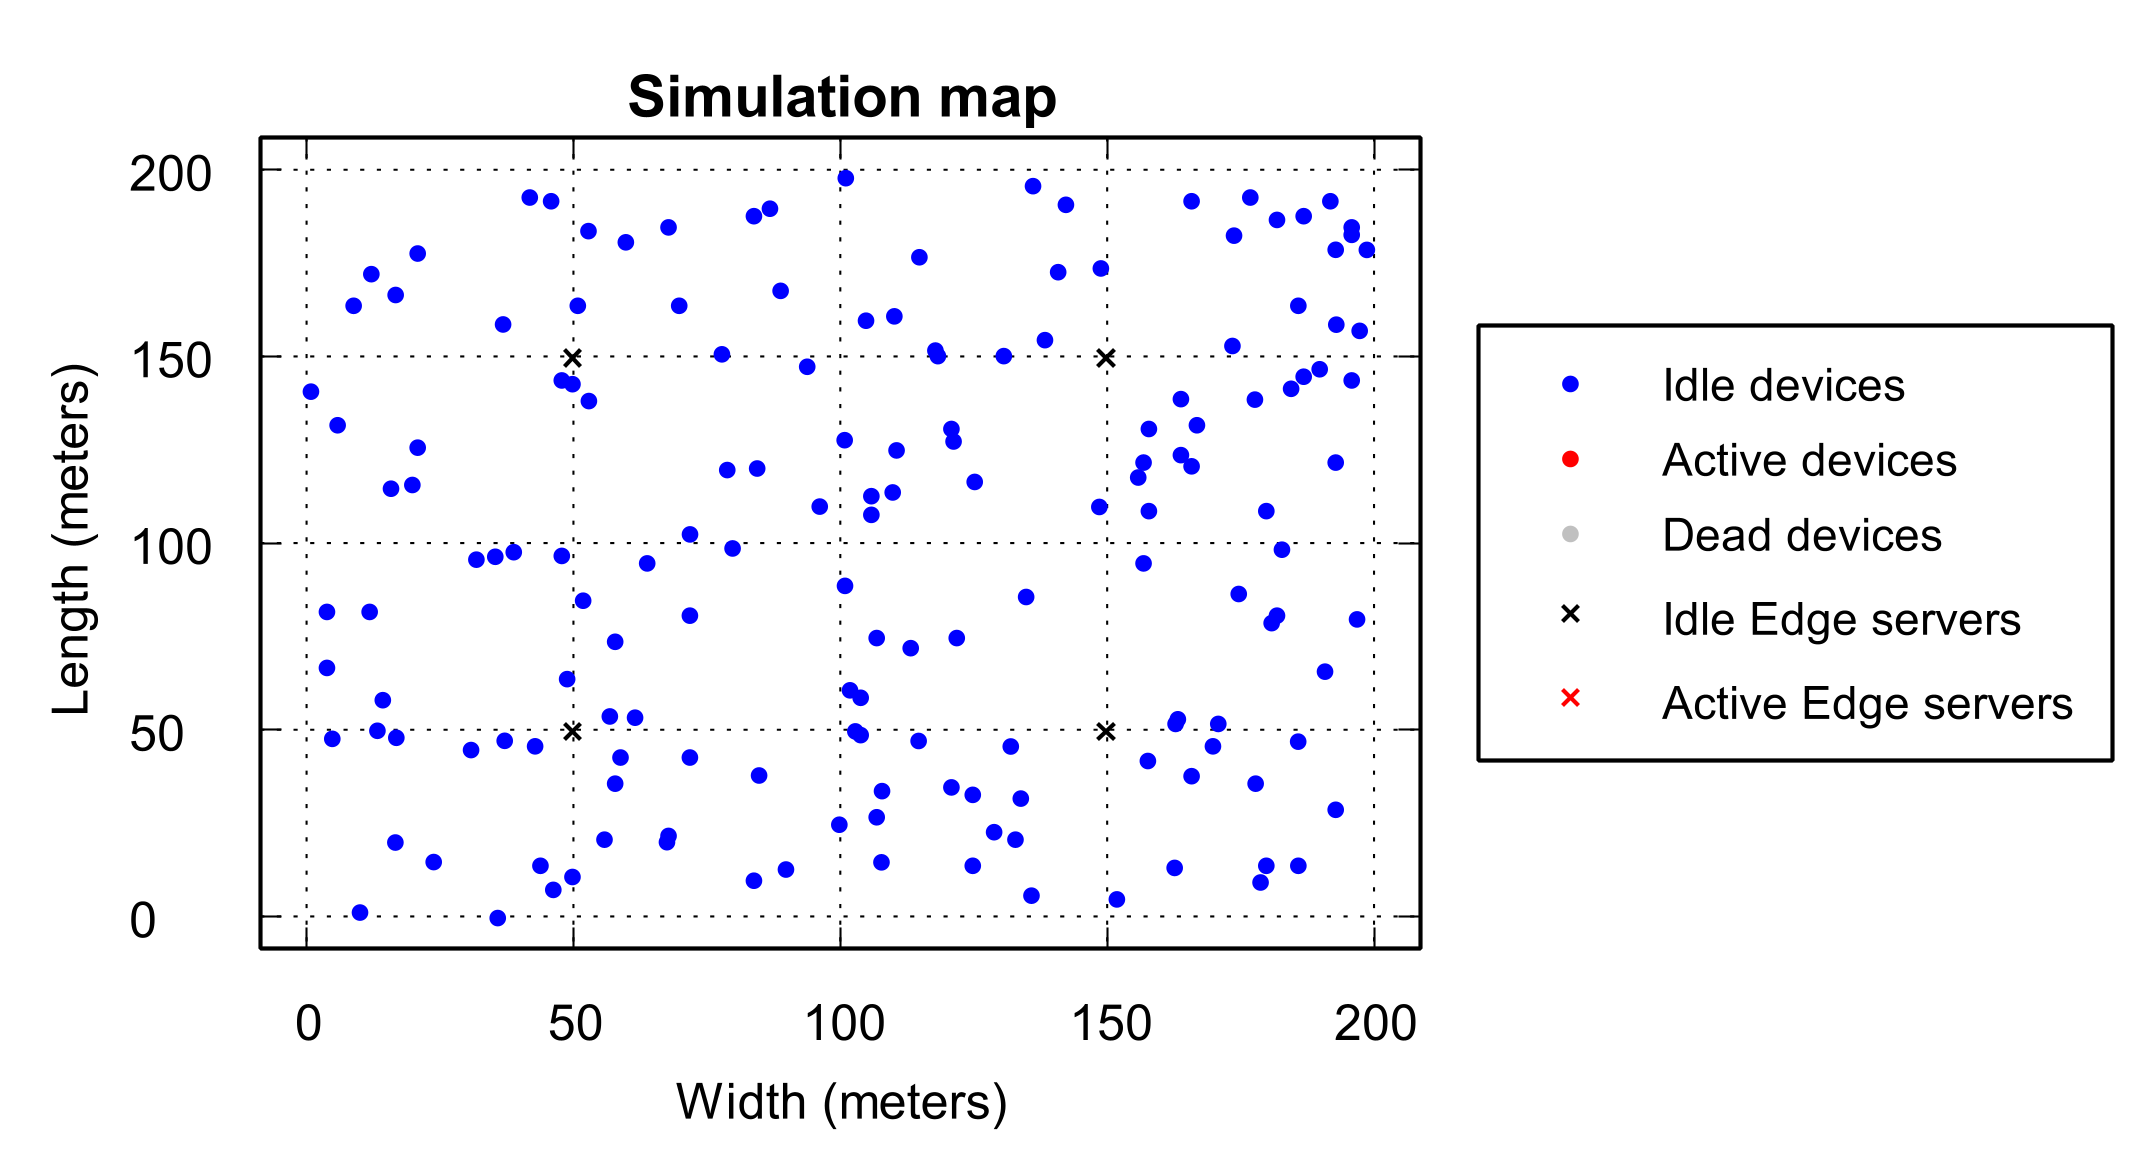 Simulation map
200
150
100
50
0
Length (meters)
0 50 100 150 200
Width (meters)
Idle devices
Active devices
Dead devices
Idle Edge servers
Active Edge servers